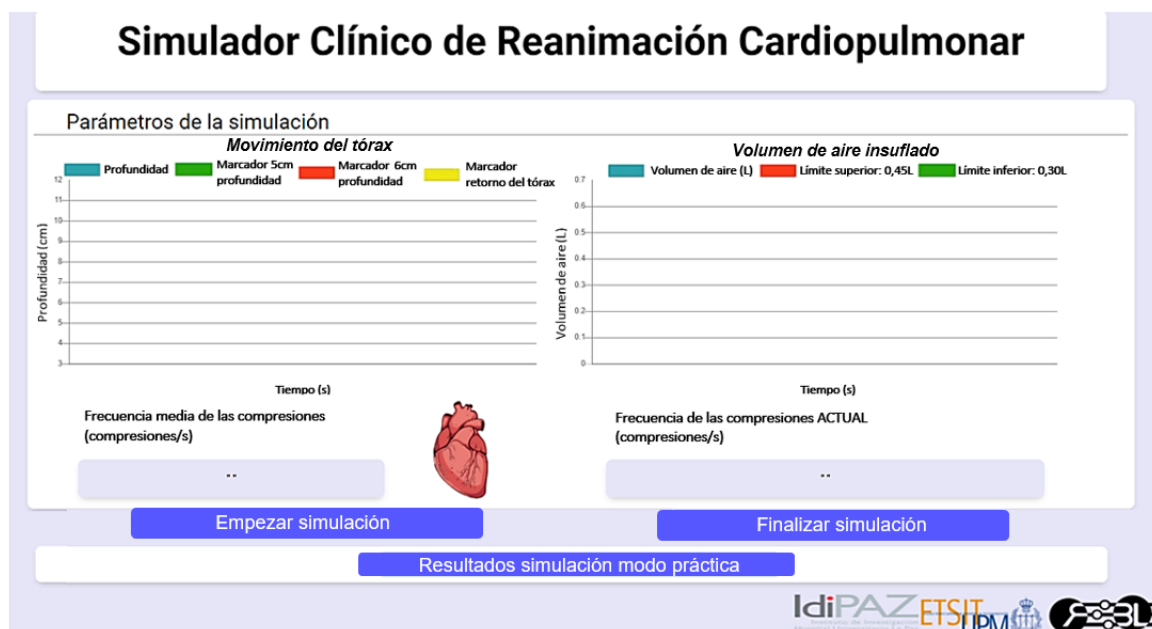 Simulador Clínico de Reanimación Cardiopulmonar
Parámetros de la simulación
Movimiento del tórax
Profundidad
Marcador 5cm
profundidad
Marcador 6cm
profundidad
Marcador
retorno del tórax
12
11
10
9
8
7
6
5
4
3
Profundidad (cm)
Tiempo (s)
Volumen de aire insuflado
Volumen de aire (L)
Límite superior: 0,45L
Límite inferior: 0,30L
0.7
0.6
0.5
0.4
0.3
0.2
0.1
0
Volumen de aire (L)
Tiempo (s)
Frecuencia media de las compresiones
(compresiones/s)
--
Frecuencia de las compresiones ACTUAL
(compresiones/s)
--
Empezar simulación
Finalizar simulación
Resultados simulación modo práctica
IdiPAZ
Instituto de Investigación
ETSIT
UPM